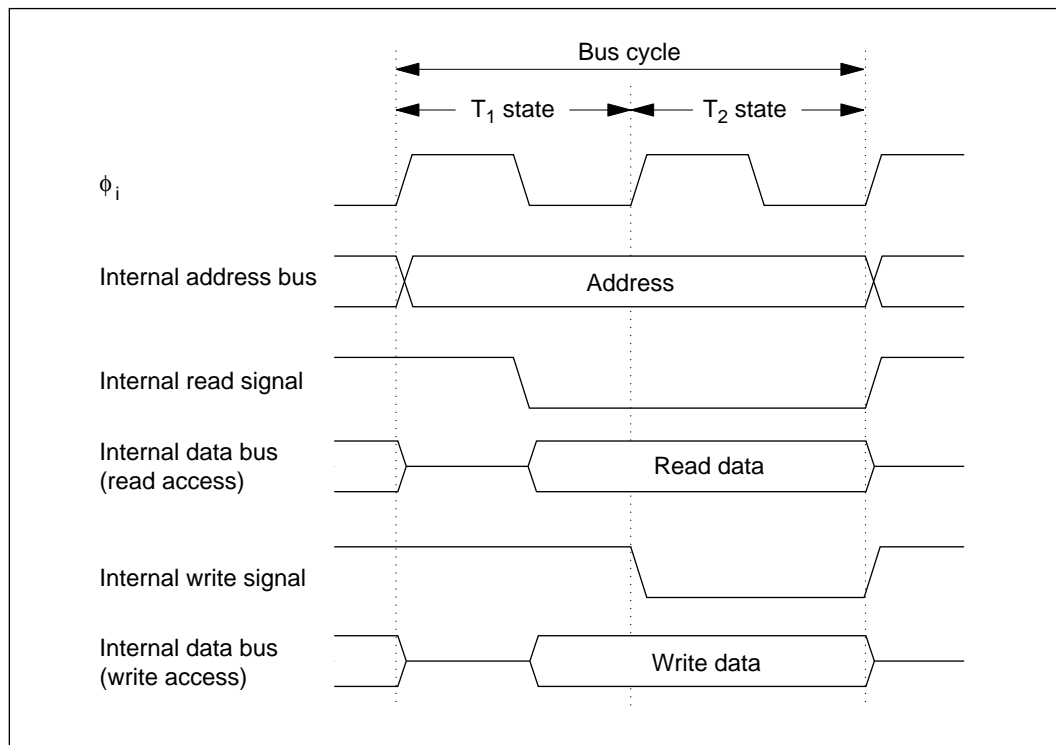 Bus cycle
T1 state
T2 state
ϕi
Internal address bus
Address
Internal read signal
Internal data bus
(read access)
Read data
Internal write signal
Internal data bus
(write access)
Write data